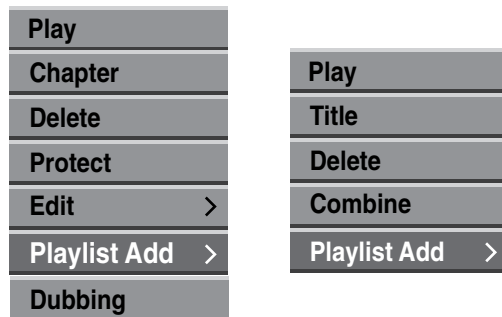 Play
Chapter
Delete
Protect
Edit >
Playlist Add >
Dubbing
Play
Title
Delete
Combine
Playlist Add >